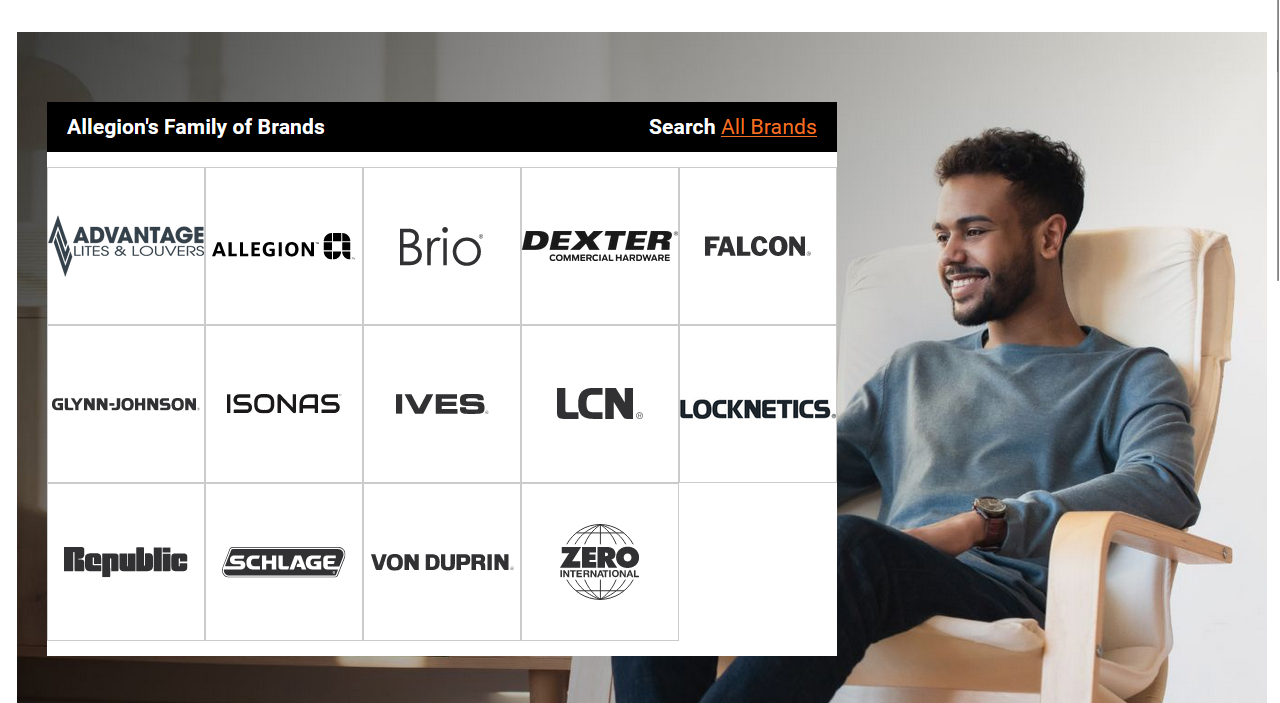 Allegion's Family of Brands
Search All Brands
ADVANTAGE
LITES & LOUVERS
ALLEGION™
Brio®
DEXTER®
COMMERCIAL HARDWARE
FALCON®
GLYNN-JOHNSON®
ISONAS
IVES®
LCN®
LOCKNETICS®
Republic
SCHLAGE
VON DUPRIN®
ZERO
INTERNATIONAL